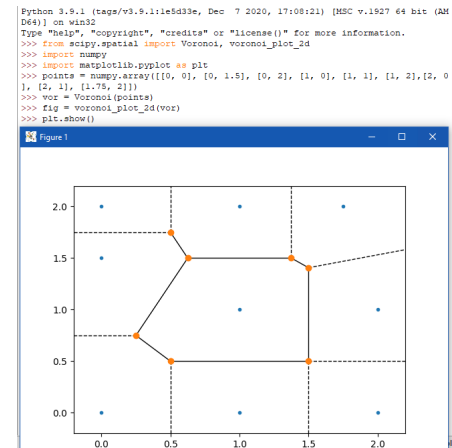 Python 3.9.1 (tags/v3.9.1:1e5d33e, Dec  7 2020, 17:08:21) [MSC v.1927 64 bit (AM
D64)] on win32
Type "help", "copyright", "credits" or "license()" for more information.
>>> from scipy.spatial import Voronoi, voronoi_plot_2d
>>> import numpy
>>> import matplotlib.pyplot as plt
>>> points = numpy.array([[0, 0], [0, 1.5], [0, 2], [1, 0], [1, 1], [1, 2],[2, 0
], [2, 1], [1.75, 2]])
>>> vor = Voronoi(points)
>>> fig = voronoi_plot_2d(vor)
>>> plt.show()
Figure 1
2.0
1.5
1.0
0.5
0.0
0.0 0.5 1.0 1.5 2.0